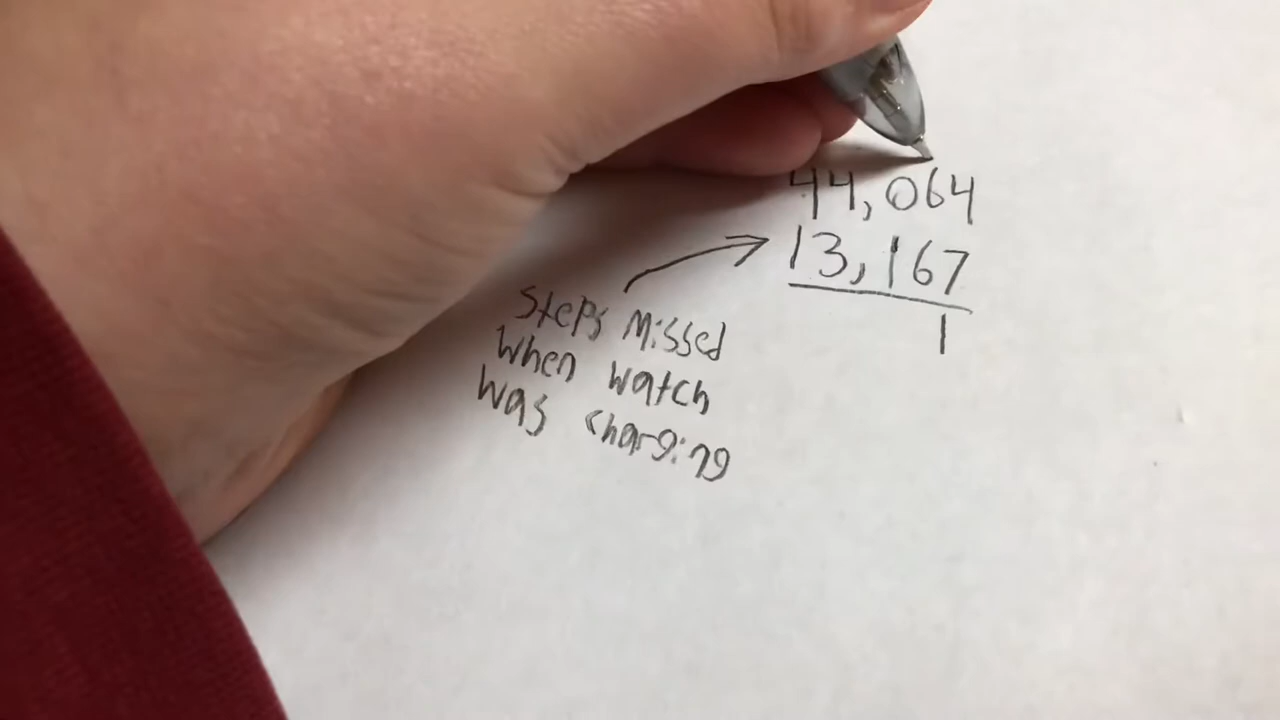 44,064
13,167
1
Steps Missed
When watch
was charging